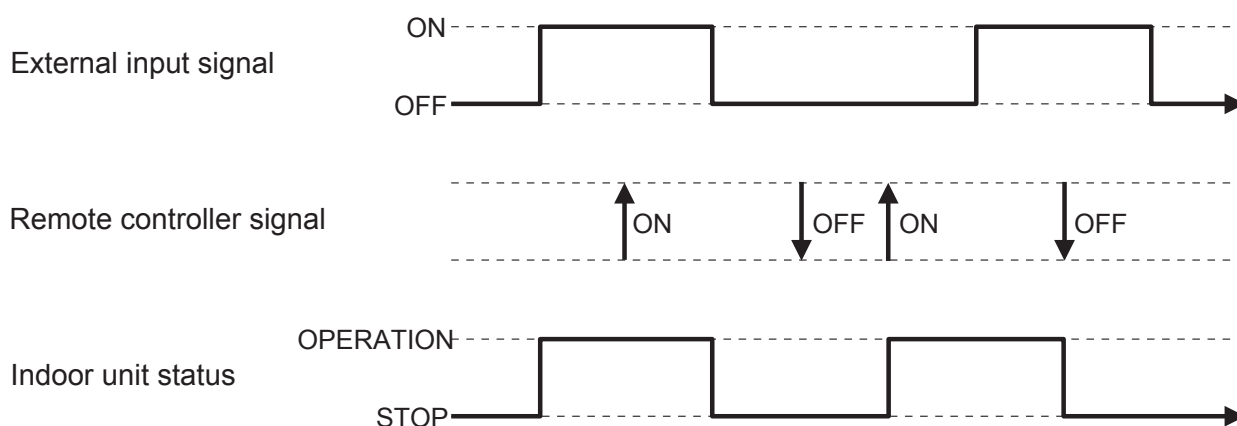 ON
External input signal
OFF
Remote controller signal
ON
OFF
ON
OFF
OPERATION
Indoor unit status
STOP